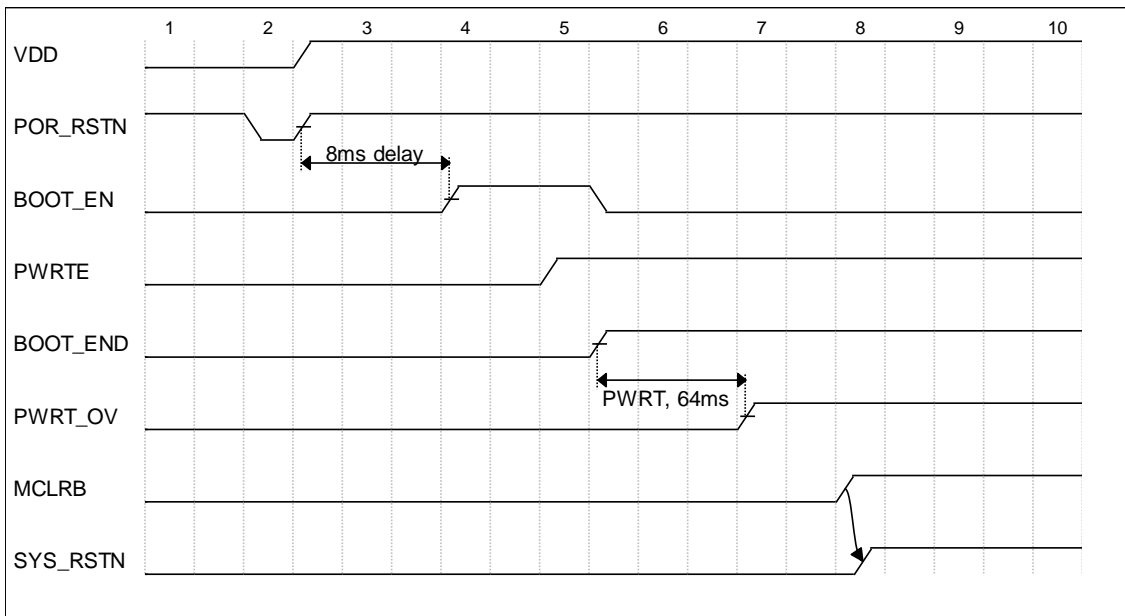 1 2 3 4 5 6 7 8 9 10
VDD
POR_RSTN
8ms delay
BOOT_EN
PWRTE
BOOT_END
PWRT, 64ms
PWRT_OV
MCLRB
SYS_RSTN